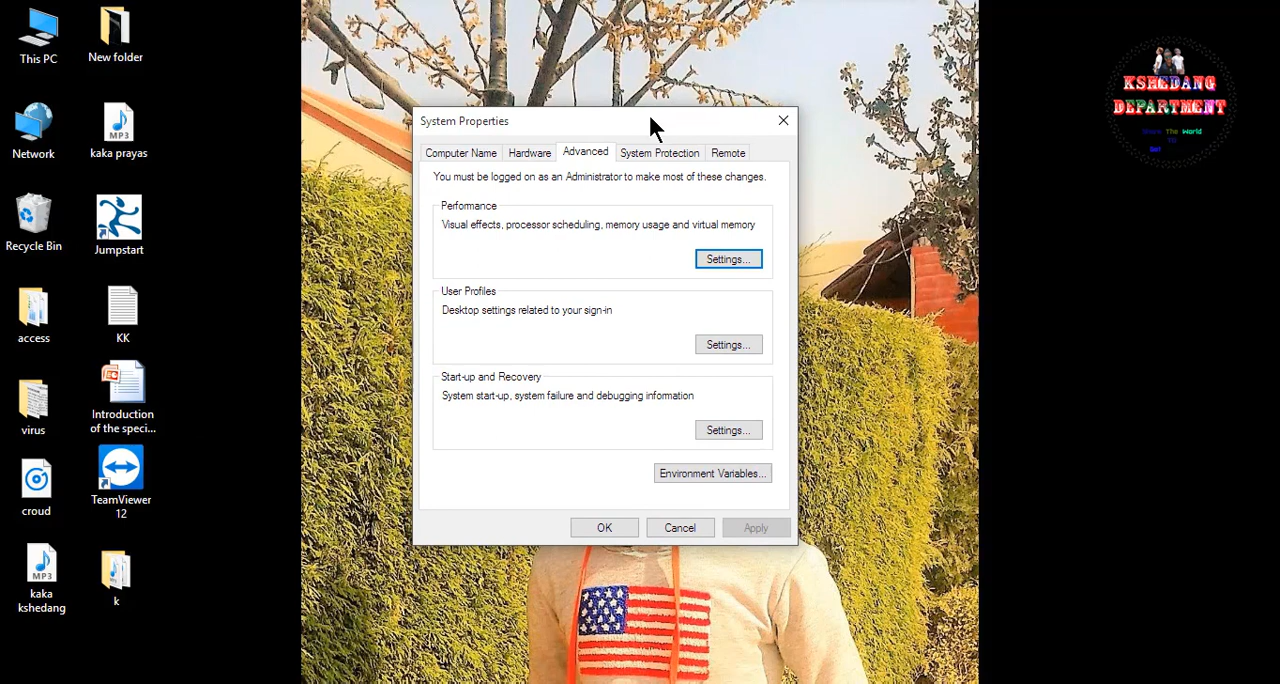 This PC
New folder
Network
MP3
kaka prayas
Recycle Bin
Jumpstart
access
KK
virus
Introduction
of the speci...
croud
TeamViewer
12
MP3
kaka
kshedang
k
System Properties
Computer Name
Hardware
Advanced
System Protection
Remote
You must be logged on as an Administrator to make most of these changes.
Performance
Visual effects, processor scheduling, memory usage and virtual memory
Settings...
User Profiles
Desktop settings related to your sign-in
Settings...
Start-up and Recovery
System start-up, system failure and debugging information
Settings...
Environment Variables...
OK
Cancel
Apply
KSHEDANG
DEPARTMENT
The World